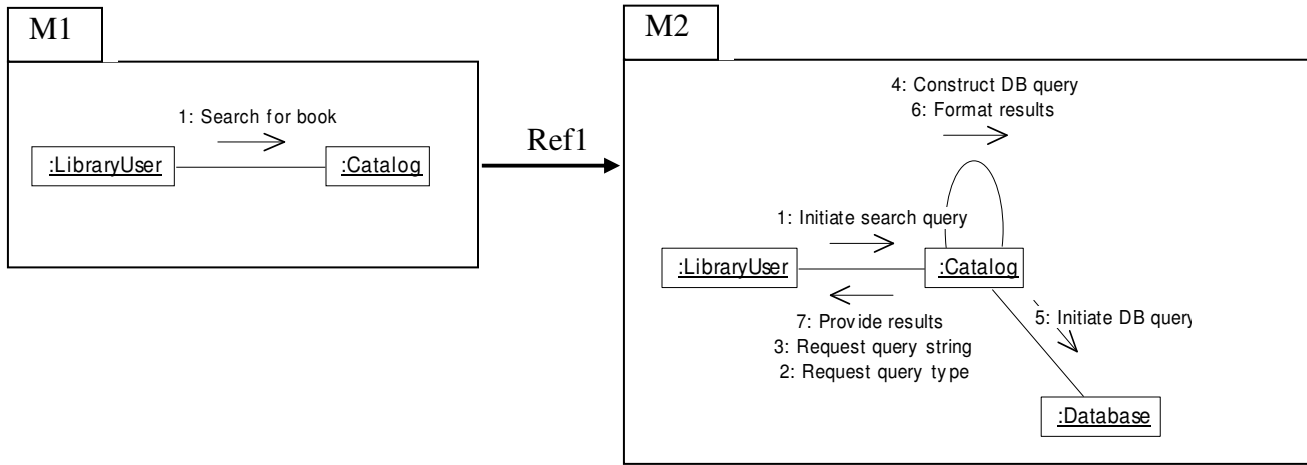 M1
1: Search for book
:LibraryUser
:Catalog
Ref1
M2
4: Construct DB query
6: Format results
1: Initiate search query
:LibraryUser
:Catalog
7: Provide results
3: Request query string
2: Request query type
5: Initiate DB query
:Database